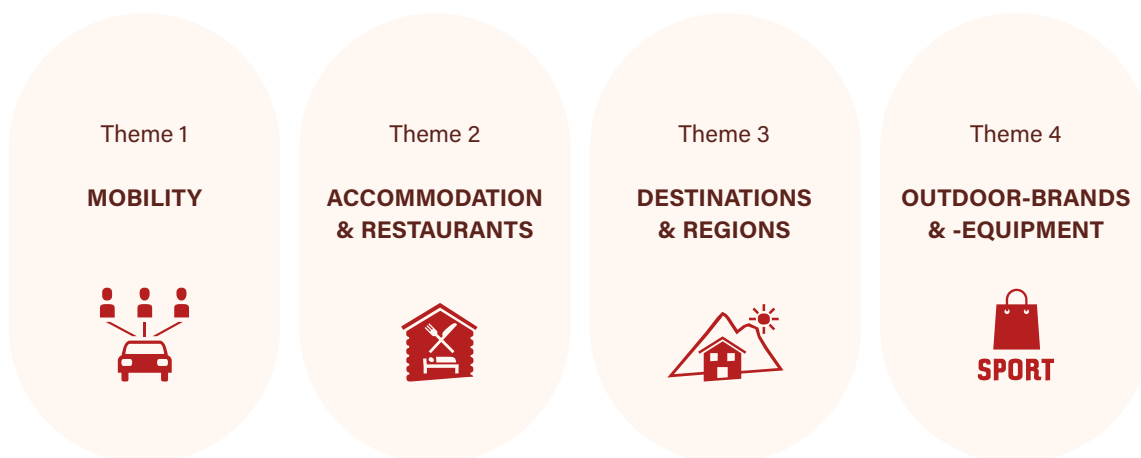 Theme 1
MOBILITY
Theme 2
ACCOMMODATION
& RESTAURANTS
Theme 3
DESTINATIONS
& REGIONS
Theme 4
OUTDOOR-BRANDS
& -EQUIPMENT
SPORT